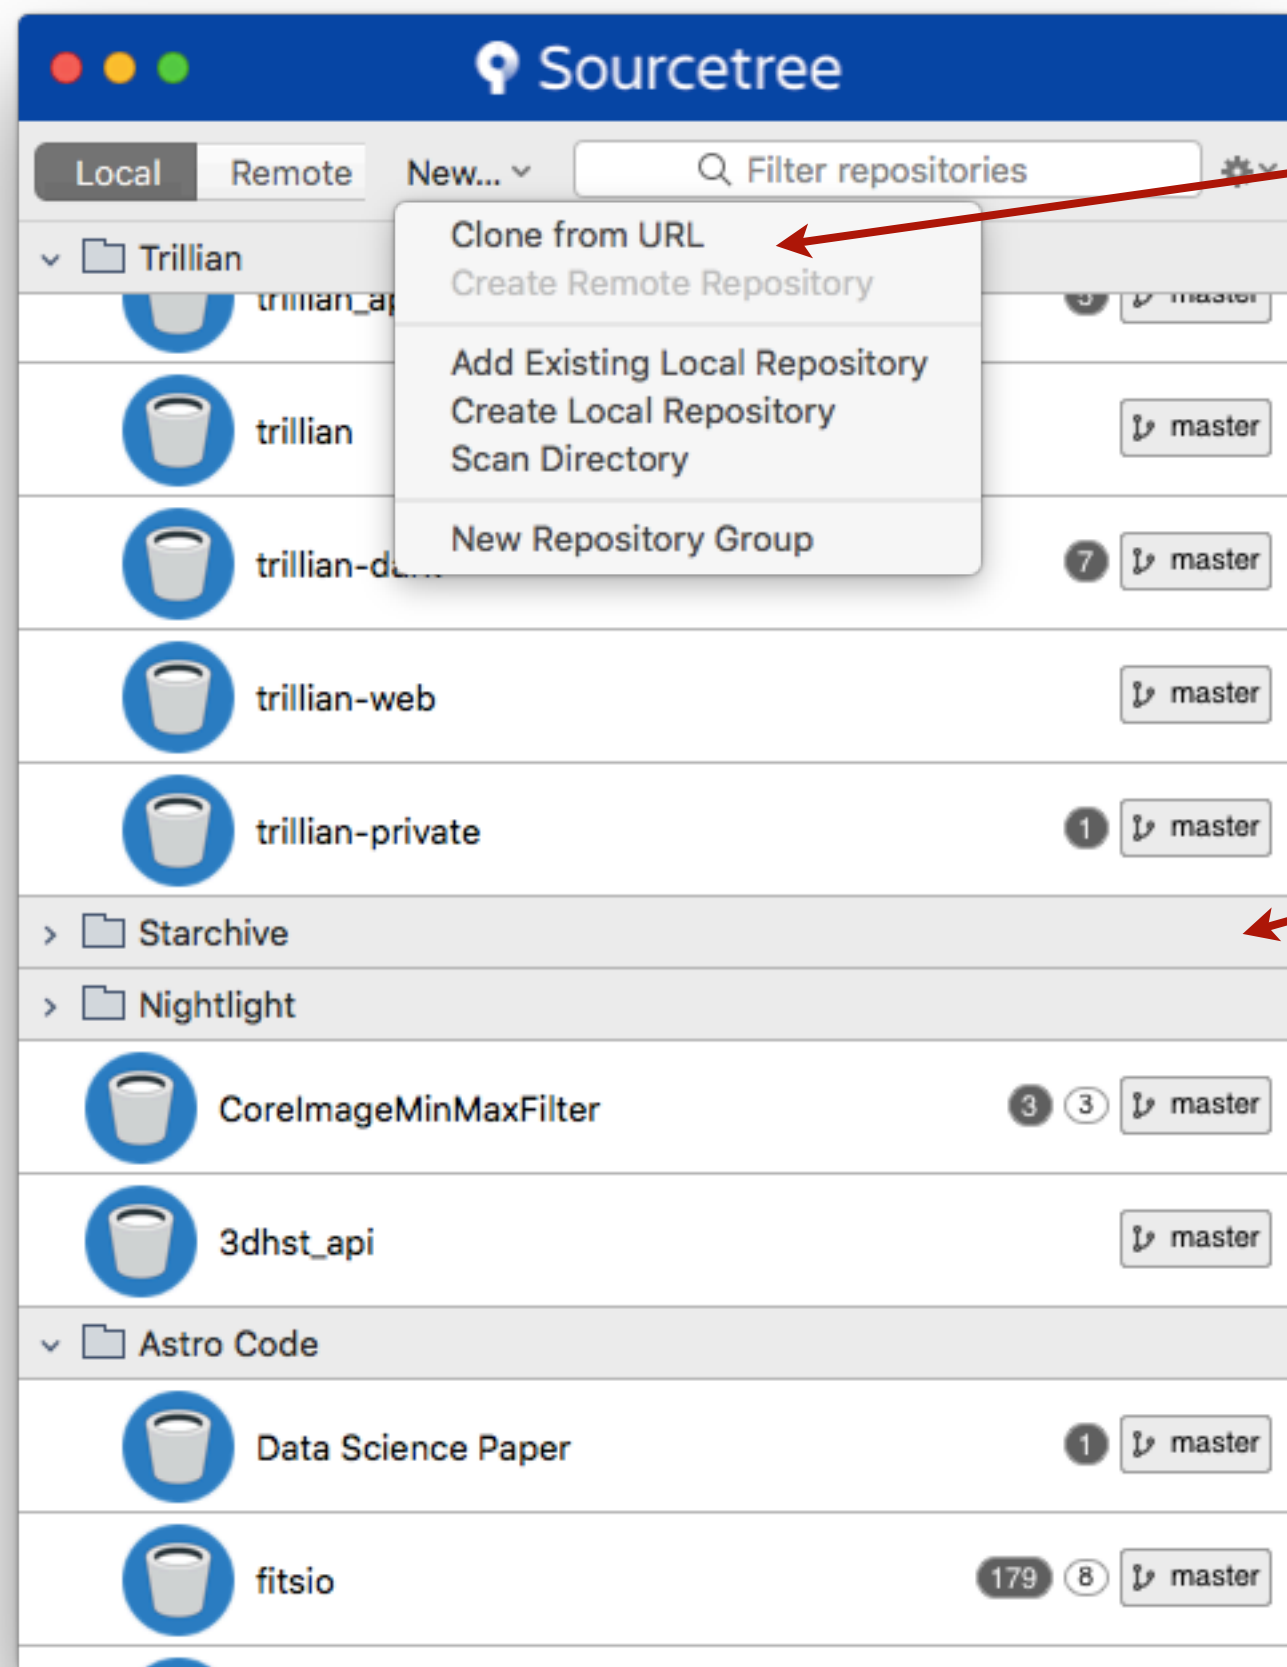 Sourcetree
Local Remote New... Filter repositories
Clone from URL
Create Remote Repository
Add Existing Local Repository
Create Local Repository
Scan Directory
New Repository Group
Trillian
5 master
trillian master
7 master
trillian-web master
trillian-private 1 master
Starchive
Nightlight
CoreImageMinMaxFilter 3 3 master
3dhst_api master
Astro Code
Data Science Paper 1 master
fitsio 179 8 master